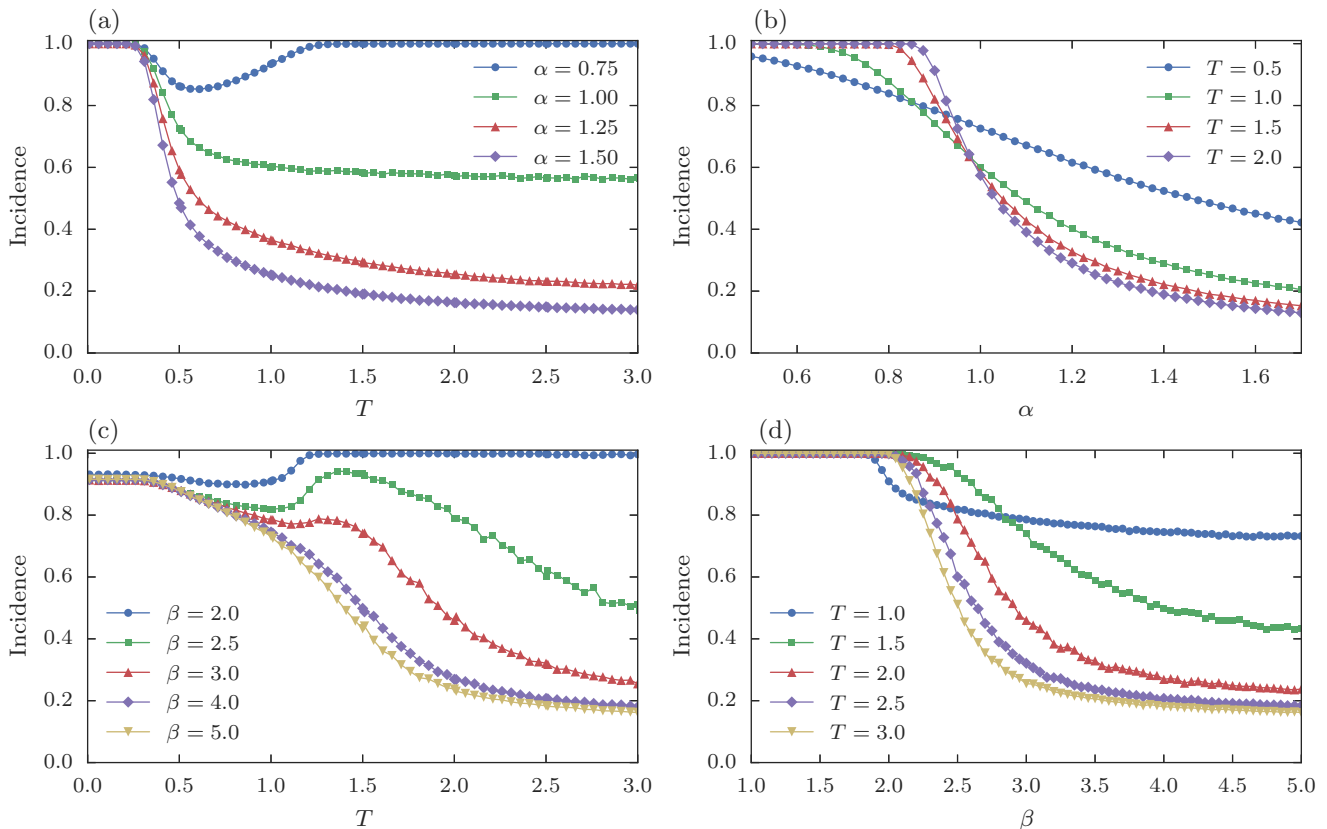 (a)
Incidence
1.0
0.8
0.6
0.4
0.2
0.0
α = 0.75
α = 1.00
α = 1.25
α = 1.50
0.0 0.5 1.0 1.5 2.0 2.5 3.0
T
(b)
Incidence
1.0
0.8
0.6
0.4
0.2
0.0
T = 0.5
T = 1.0
T = 1.5
T = 2.0
0.6 0.8 1.0 1.2 1.4 1.6
α
(c)
Incidence
1.0
0.8
0.6
0.4
0.2
0.0
β = 2.0
β = 2.5
β = 3.0
β = 4.0
β = 5.0
0.0 0.5 1.0 1.5 2.0 2.5 3.0
T
(d)
Incidence
1.0
0.8
0.6
0.4
0.2
0.0
T = 1.0
T = 1.5
T = 2.0
T = 2.5
T = 3.0
1.0 1.5 2.0 2.5 3.0 3.5 4.0 4.5 5.0
β